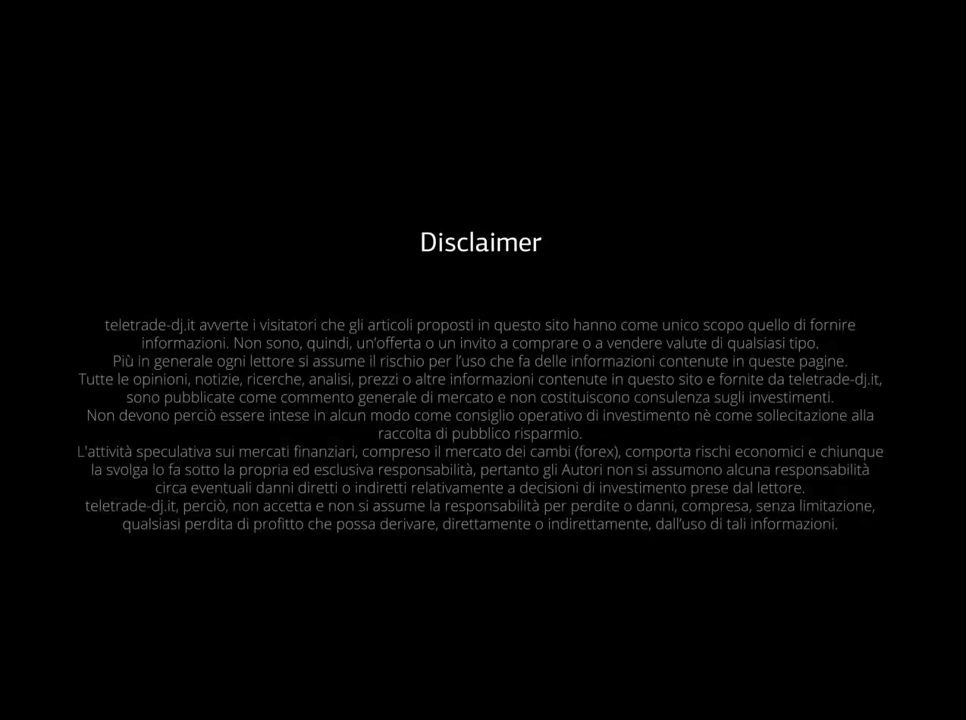 Disclaimer
teletrade-dj.it avverte i visitatori che gli articoli proposti in questo sito hanno come unico scopo quello di fornire
informazioni. Non sono, quindi, un'offerta o un invito a comprare o a vendere valute di qualsiasi tipo.
Più in generale ogni lettore si assume il rischio per l'uso che fa delle informazioni contenute in queste pagine.
Tutte le opinioni, notizie, ricerche, analisi, prezzi o altre informazioni contenute in questo sito e fornite da teletrade-dj.it,
sono pubblicate come commento generale di mercato e non costituiscono consulenza sugli investimenti.
Non devono perciò essere intese in alcun modo come consiglio operativo di investimento nè come sollecitazione alla
raccolta di pubblico risparmio.
L'attività speculativa sui mercati finanziari, compreso il mercato dei cambi (forex), comporta rischi economici e chiunque
la svolga lo fa sotto la propria ed esclusiva responsabilità, pertanto gli Autori non si assumono alcuna responsabilità
circa eventuali danni diretti o indiretti relativamente a decisioni di investimento prese dal lettore.
teletrade-dj.it, perciò, non accetta e non si assume la responsabilità per perdite o danni, compresa, senza limitazione,
qualsiasi perdita di profitto che possa derivare, direttamente o indirettamente, dall'uso di tali informazioni.